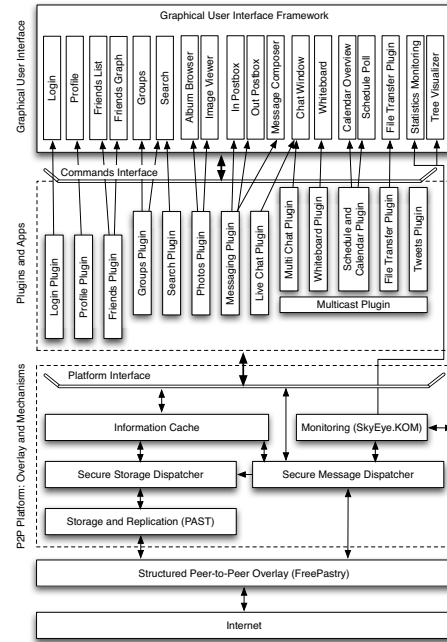 Graphical User Interface
Graphical User Interface Framework
Login
Profile
Friends List
Friends Graph
Groups
Search
Album Browser
Image Viewer
In Postbox
Out Postbox
Message Composer
Chat Window
Whiteboard
Calendar Overview
Schedule Poll
File Transfer Plugin
Statistics Monitoring
Tree Visualizer
Commands Interface
Plugins and Apps
Login Plugin
Profile Plugin
Friends Plugin
Groups Plugin
Search Plugin
Photos Plugin
Messaging Plugin
Live Chat Plugin
Multi Chat Plugin
Whiteboard Plugin
Schedule and
Calendar Plugin
File Transfer Plugin
Tweets Plugin
Multicast Plugin
P2P Platform: Overlay and Mechanisms
Platform Interface
Information Cache
Monitoring (SkyEye.KOM)
Secure Storage Dispatcher
Secure Message Dispatcher
Storage and Replication (PAST)
Structured Peer-to-Peer Overlay (FreePastry)
Internet